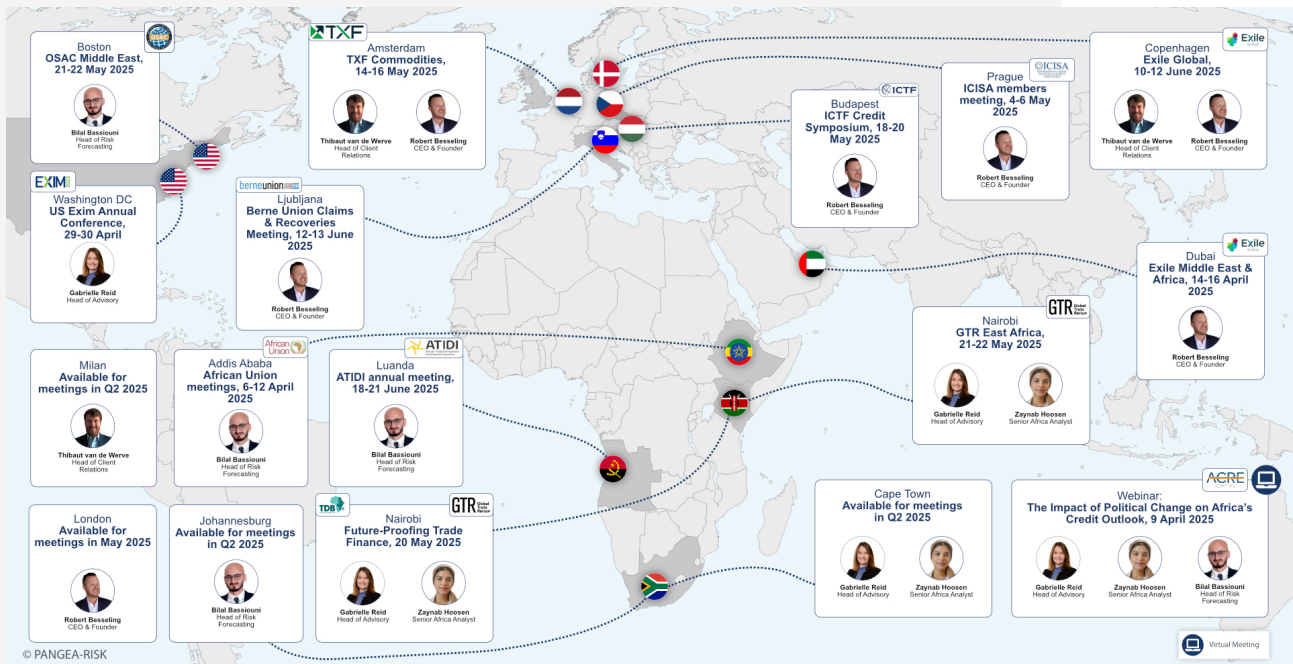 Boston
OSAC Middle East,
21-22 May 2025
OSAC
Bilal Bassiouni
Head of Risk
Forecasting
TXF
Amsterdam
TXF Commodities,
14-16 May 2025
Thibaut van de Werve
Head of Client
Relations
Robert Besseling
CEO & Founder
ICTF
Budapest
ICTF Credit
Symposium, 18-20
May 2025
Robert Besseling
CEO & Founder
ICISA
Prague
ICISA members
meeting, 4-6 May
2025
Robert Besseling
CEO & Founder
Exile
Copenhagen
Exile Global,
10-12 June 2025
Thibaut van de Werve
Head of Client
Relations
Robert Besseling
CEO & Founder
EXIM
Washington DC
US Exim Annual
Conference,
29-30 April
Gabrielle Reid
Head of Advisory
berneunion
Ljubljana
Berne Union Claims
& Recoveries
Meeting, 12-13 June
2025
Robert Besseling
CEO & Founder
Exile
Dubai
Exile Middle East &
Africa, 14-16 April
2025
Robert Besseling
CEO & Founder
GTR Global
Trade
Review
Nairobi
GTR East Africa,
21-22 May 2025
Gabrielle Reid
Head of Advisory
Zaynab Hoosen
Senior Africa Analyst
Milan
Available for
meetings in Q2 2025
Thibaut van de Werve
Head of Client
Relations
African
Union
Addis Ababa
African Union
meetings, 6-12 April
2025
Bilal Bassiouni
Head of Risk
Forecasting
ATIDI
Luanda
ATIDI annual meeting,
18-21 June 2025
Bilal Bassiouni
Head of Risk
Forecasting
London
Available for
meetings in May 2025
Robert Besseling
CEO & Founder
Johannesburg
Available for meetings
in Q2 2025
Bilal Bassiouni
Head of Risk
Forecasting
TDB
GTR Global
Trade
Review
Nairobi
Future-Proofing Trade
Finance, 20 May 2025
Gabrielle Reid
Head of Advisory
Zaynab Hoosen
Senior Africa Analyst
Cape Town
Available for meetings
in Q2 2025
Gabrielle Reid
Head of Advisory
Zaynab Hoosen
Senior Africa Analyst
ACRE
CAPITAL
Webinar:
The Impact of Political Change on Africa's
Credit Outlook, 9 April 2025
Gabrielle Reid
Head of Advisory
Zaynab Hoosen
Senior Africa Analyst
Bilal Bassiouni
Head of Risk
Forecasting
© PANGEA-RISK
Virtual Meeting